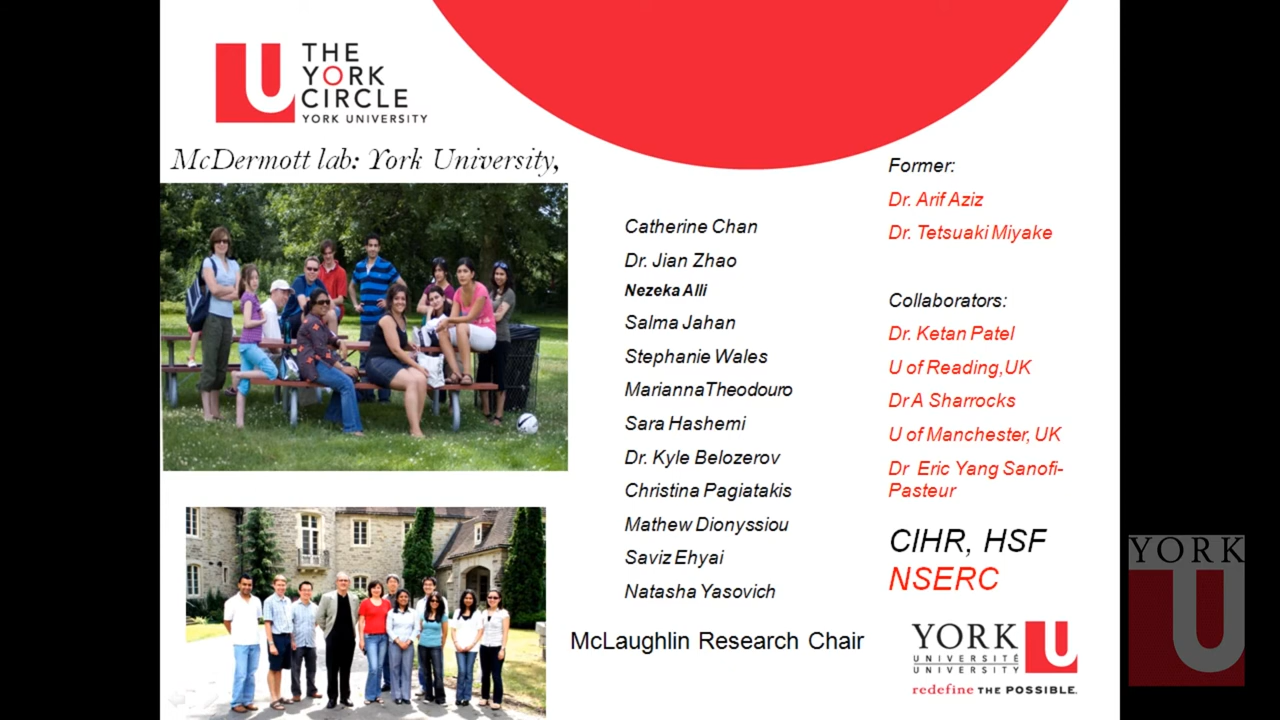 THE
YORK
CIRCLE
YORK UNIVERSITY
McDermott lab: York University,
Catherine Chan
Dr. Jian Zhao
Nezeka Alli
Salma Jahan
Stephanie Wales
MariannaTheodouro
Sara Hashemi
Dr. Kyle Belozerov
Christina Pagiatakis
Mathew Dionyssiou
Saviz Ehyai
Natasha Yasovich
McLaughlin Research Chair
Former:
Dr. Arif Aziz
Dr. Tetsuaki Miyake
Collaborators:
Dr. Ketan Patel
U of Reading,UK
Dr A Sharrocks
U of Manchester, UK
Dr Eric Yang Sanofi-
Pasteur
CIHR, HSF
NSERC
YORK U
UNIVERSITÉ
UNIVERSITY
redefine THE POSSIBLE.
YORK
U